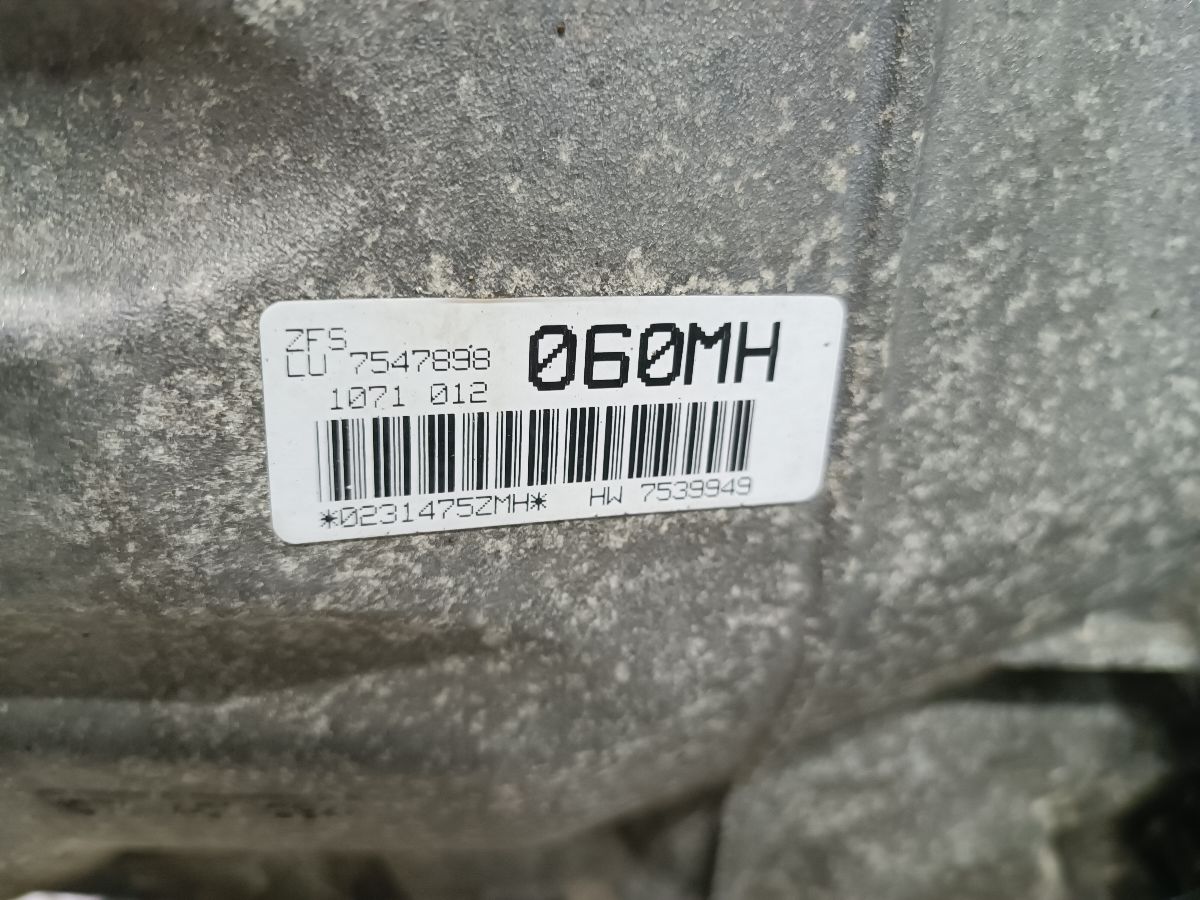 ZFS
LU 7547898
060MH
1071 012
*0231475ZMH* HW 7539949